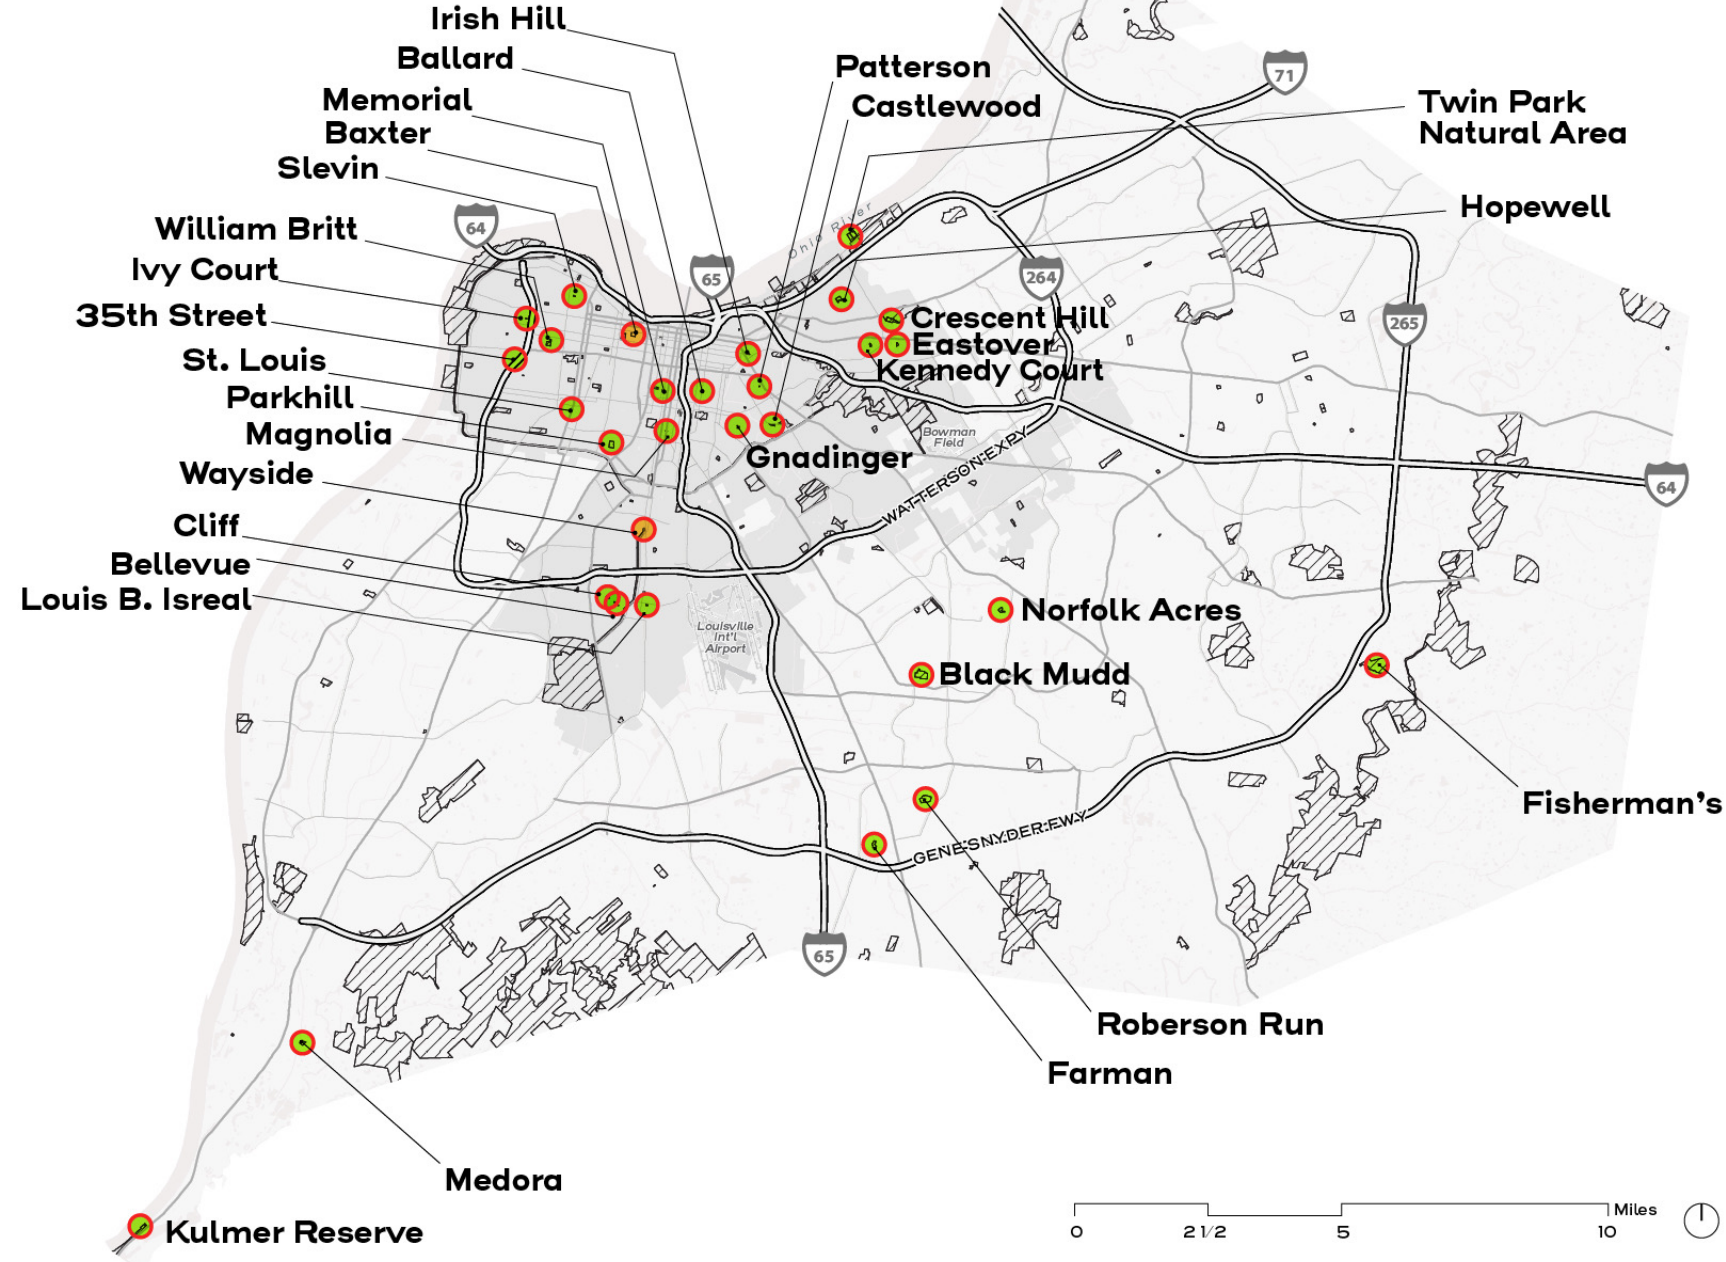 Irish Hill
Ballard
Memorial
Baxter
Slevin
William Britt
Ivy Court
35th Street
St. Louis
Parkhill
Magnolia
Wayside
Cliff
Bellevue
Louis B. Isreal
Patterson
Castlewood
Twin Park
Natural Area
Hopewell
71
64
65
264
265
Ohio River
Crescent Hill
Eastover
Kennedy Court
Gnadinger
Bowman
Field
WATTERSON EXPY
64
Louisville
Int'l
Airport
Norfolk Acres
Black Mudd
Fisherman's
GENE SNYDER FWY
65
Roberson Run
Farman
Medora
Kulmer Reserve
Miles
0
2 1/2
5
10